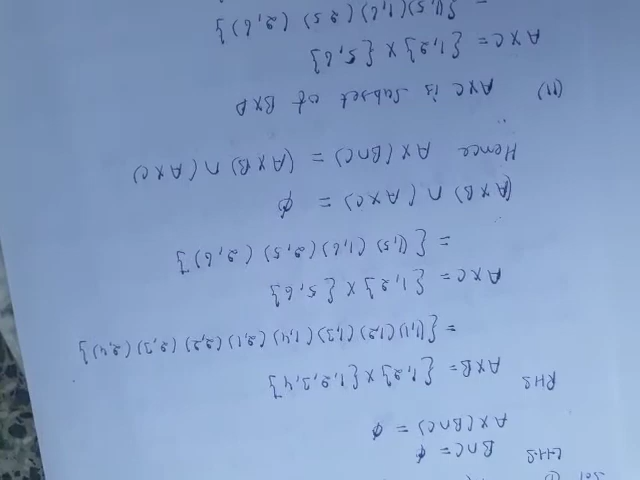 Sol ①
LHS B∩C = ϕ
A×(B∩C) = ϕ
RHS A×B = {1,2}×{1,2,3,4}
= {(1,1)(1,2)(1,3)(1,4)(2,1)(2,2)(2,3)(2,4)}
A×C = {1,2}×{5,6}
= {(1,5)(1,6)(2,5)(2,6)}
(A×B)∩(A×C) = ϕ
Hence A×(B∩C) = (A×B)∩(A×C)
(11) A×C is subset of B×D
A×C = {1,2}×{5,6}
= {(1,5)(1,6)(2,5)(2,6)}